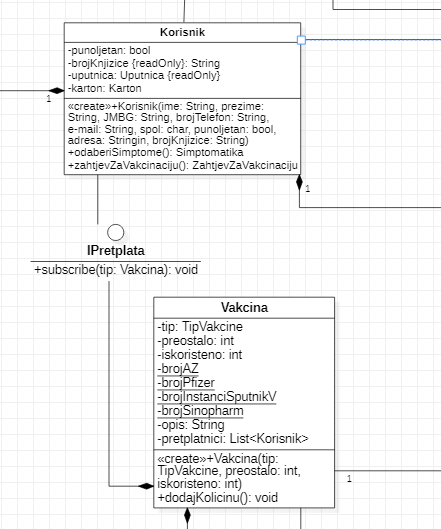 Korisnik
-punoljetan: bool
-brojKnjizice {readOnly}: String
-uputnica: Uputnica {readOnly}
-karton: Karton
1
«create»+Korisnik(ime: String, prezime:
String, JMBG: String, brojTelefon: String,
e-mail: String, spol: char, punoljetan: bool,
adresa: Stringin, brojKnjizice: String)
+odaberiSimptome(): Simptomatika
+zahtjevZaVakcinaciju(): ZahtjevZaVakcinaciju
1
IPretplata
+subscribe(tip: Vakcina): void
Vakcina
-tip: TipVakcine
-preostalo: int
-iskoristeno: int
-brojAZ
-brojPfizer
-brojInstanciSputnikV
-brojSinopharm
-opis: String
-pretplatnici: List<Korisnik>
«create»+Vakcina(tip:
TipVakcine, preostalo: int,
iskoristeno: int)
+dodajKolicinu(): void
1